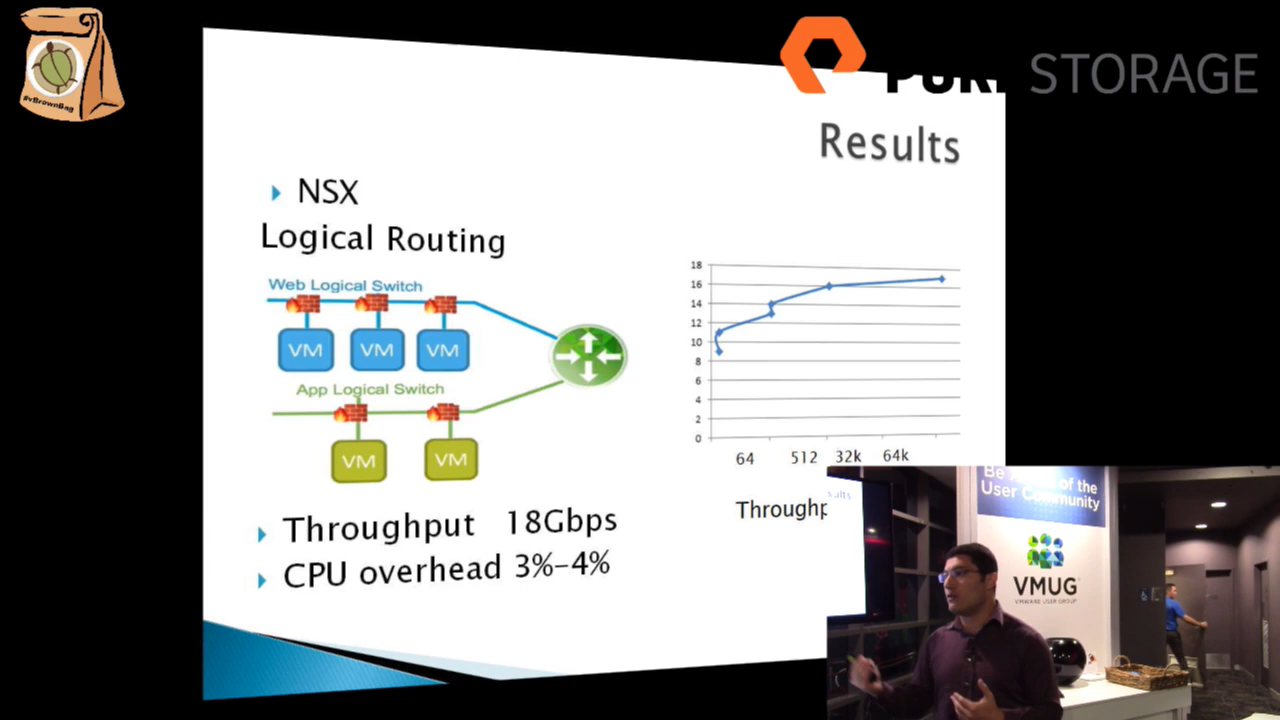 #vBrownBag
STORAGE
Results
NSX
Logical Routing
Web Logical Switch
VM VM VM
App Logical Switch
VM VM
18
16
14
12
10
8
6
4
2
0
64 512 32k 64k
Throughput 18Gbps
CPU overhead 3%-4%
Be
of the
User Community
VMUG
VMWARE USER GROUP